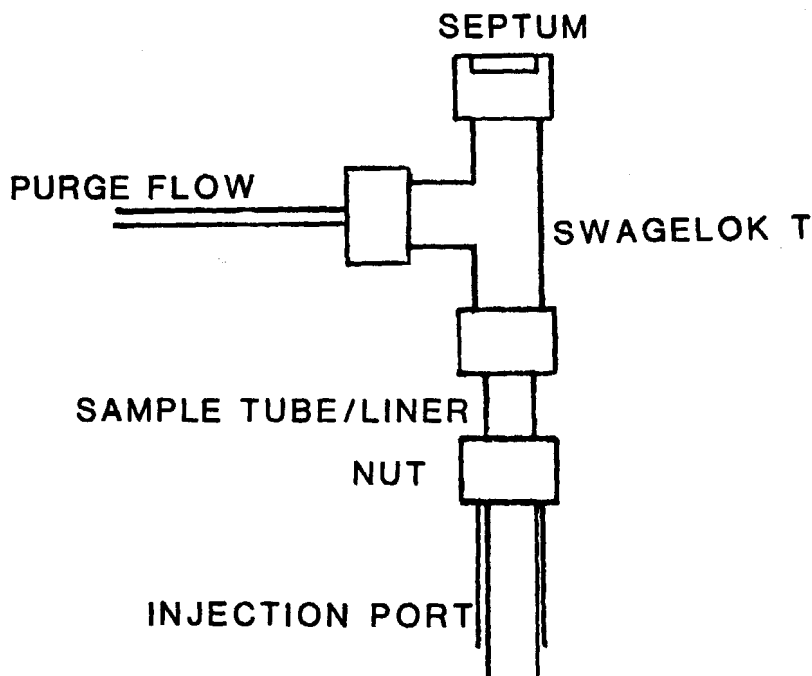 SEPTUM
PURGE FLOW
SWAGELOK T
SAMPLE TUBE/LINER
NUT
INJECTION PORT